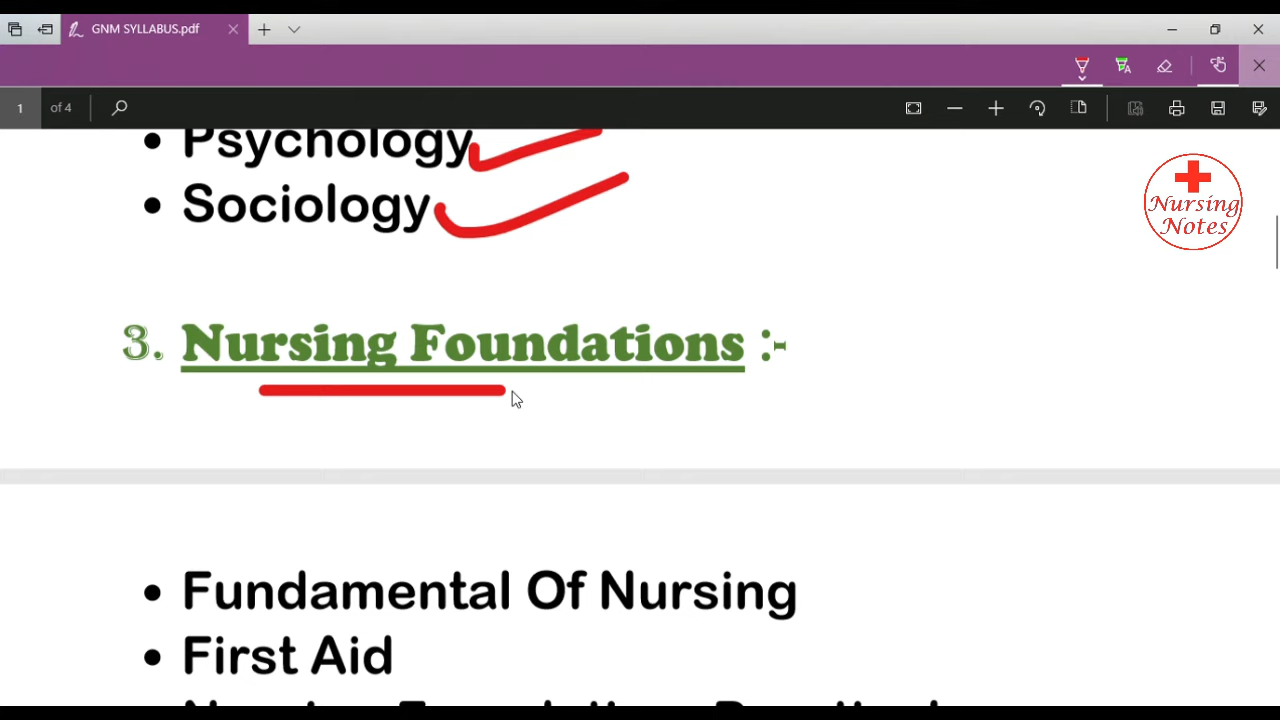 GNM SYLLABUS.pdf
1 of 4
• Psychology
• Sociology
Nursing
Notes
3. Nursing Foundations :-
• Fundamental Of Nursing
• First Aid